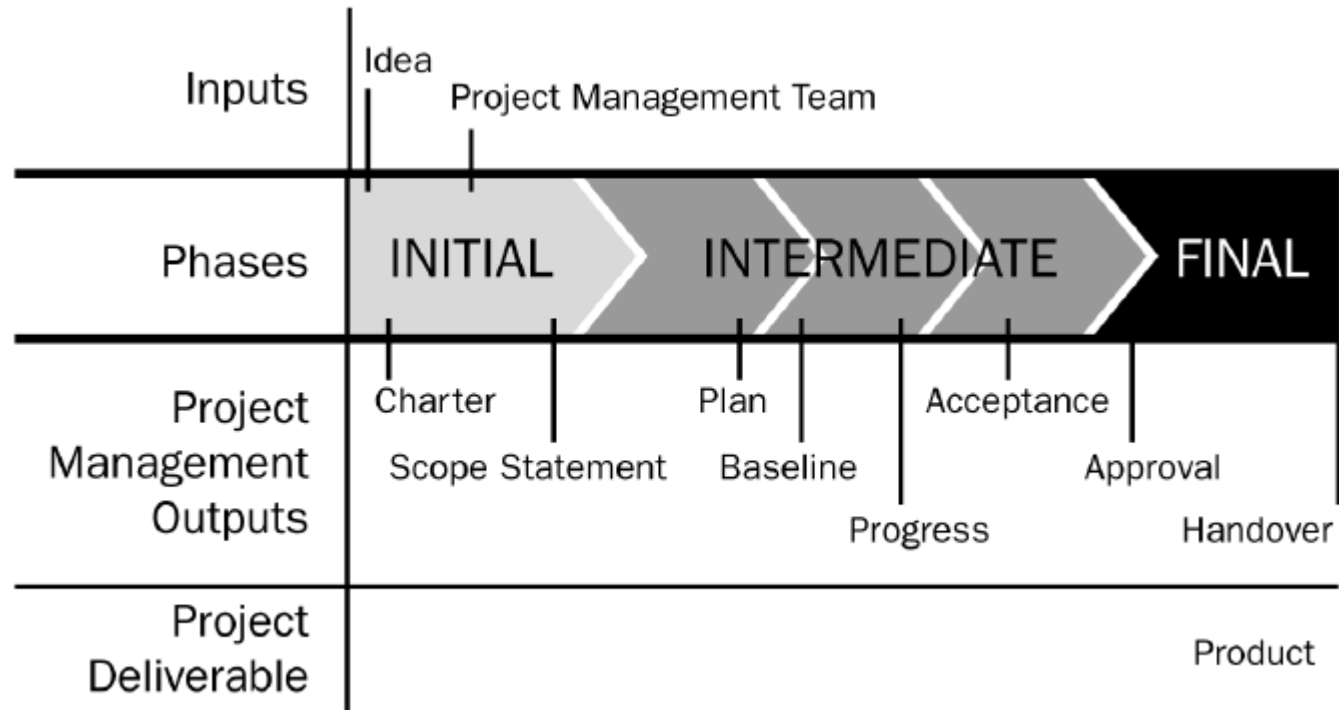 Inputs
Idea
Project Management Team
Phases
INITIAL
INTERMEDIATE
FINAL
Project
Management
Outputs
Charter
Plan
Acceptance
Scope Statement
Baseline
Approval
Progress
Handover
Project
Deliverable
Product